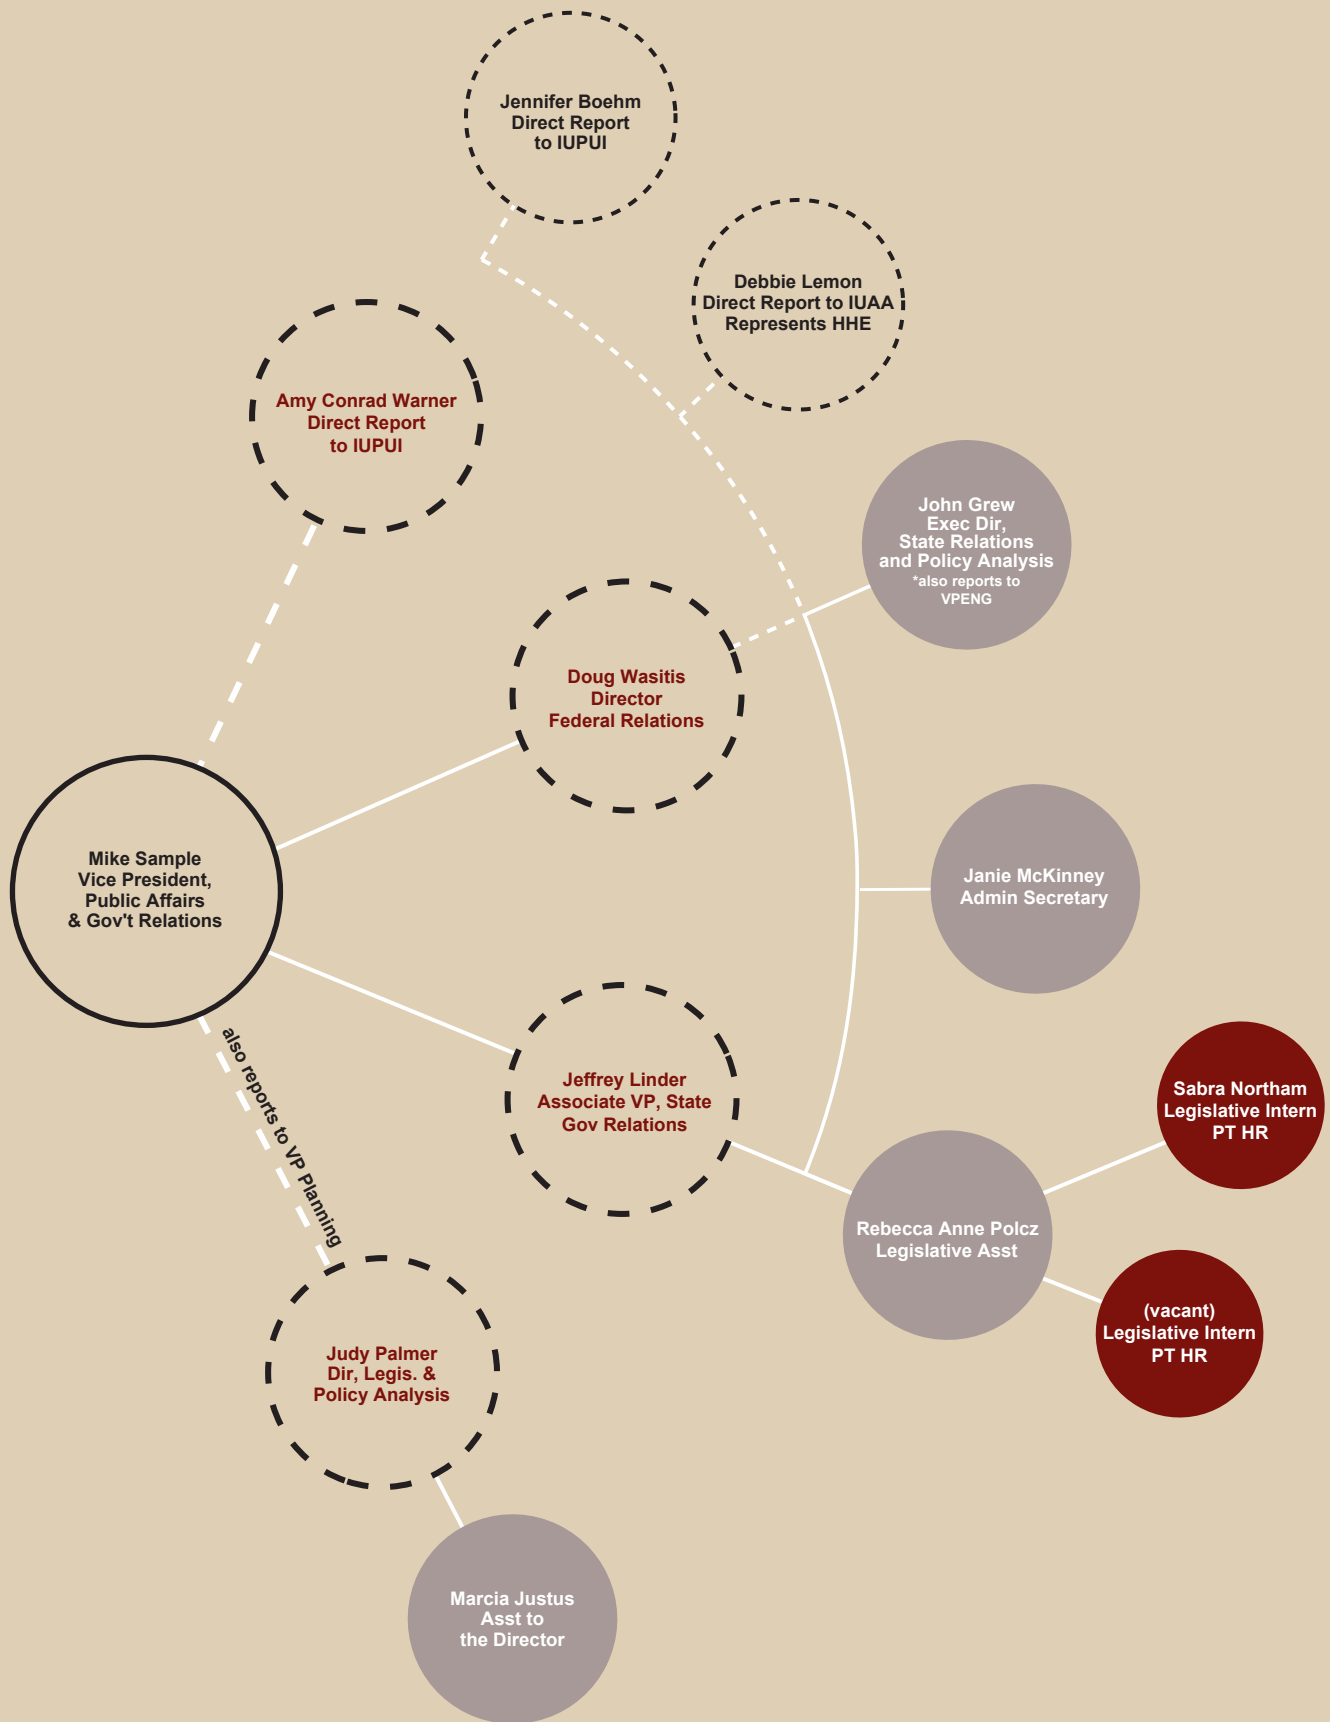 Jennifer Boehm
Direct Report
to IUPUI
Debbie Lemon
Direct Report to IUAA
Represents HHE
Amy Conrad Warner
Direct Report
to IUPUI
John Grew
Exec Dir,
State Relations
and Policy Analysis
*also reports to
VPENG
Doug Wasitis
Director
Federal Relations
Mike Sample
Vice President,
Public Affairs
& Gov't Relations
Janie McKinney
Admin Secretary
also reports to VP Planning
Jeffrey Linder
Associate VP, State
Gov Relations
Sabra Northam
Legislative Intern
PT HR
Rebecca Anne Polcz
Legislative Asst
(vacant)
Legislative Intern
PT HR
Judy Palmer
Dir, Legis. &
Policy Analysis
Marcia Justus
Asst to
the Director